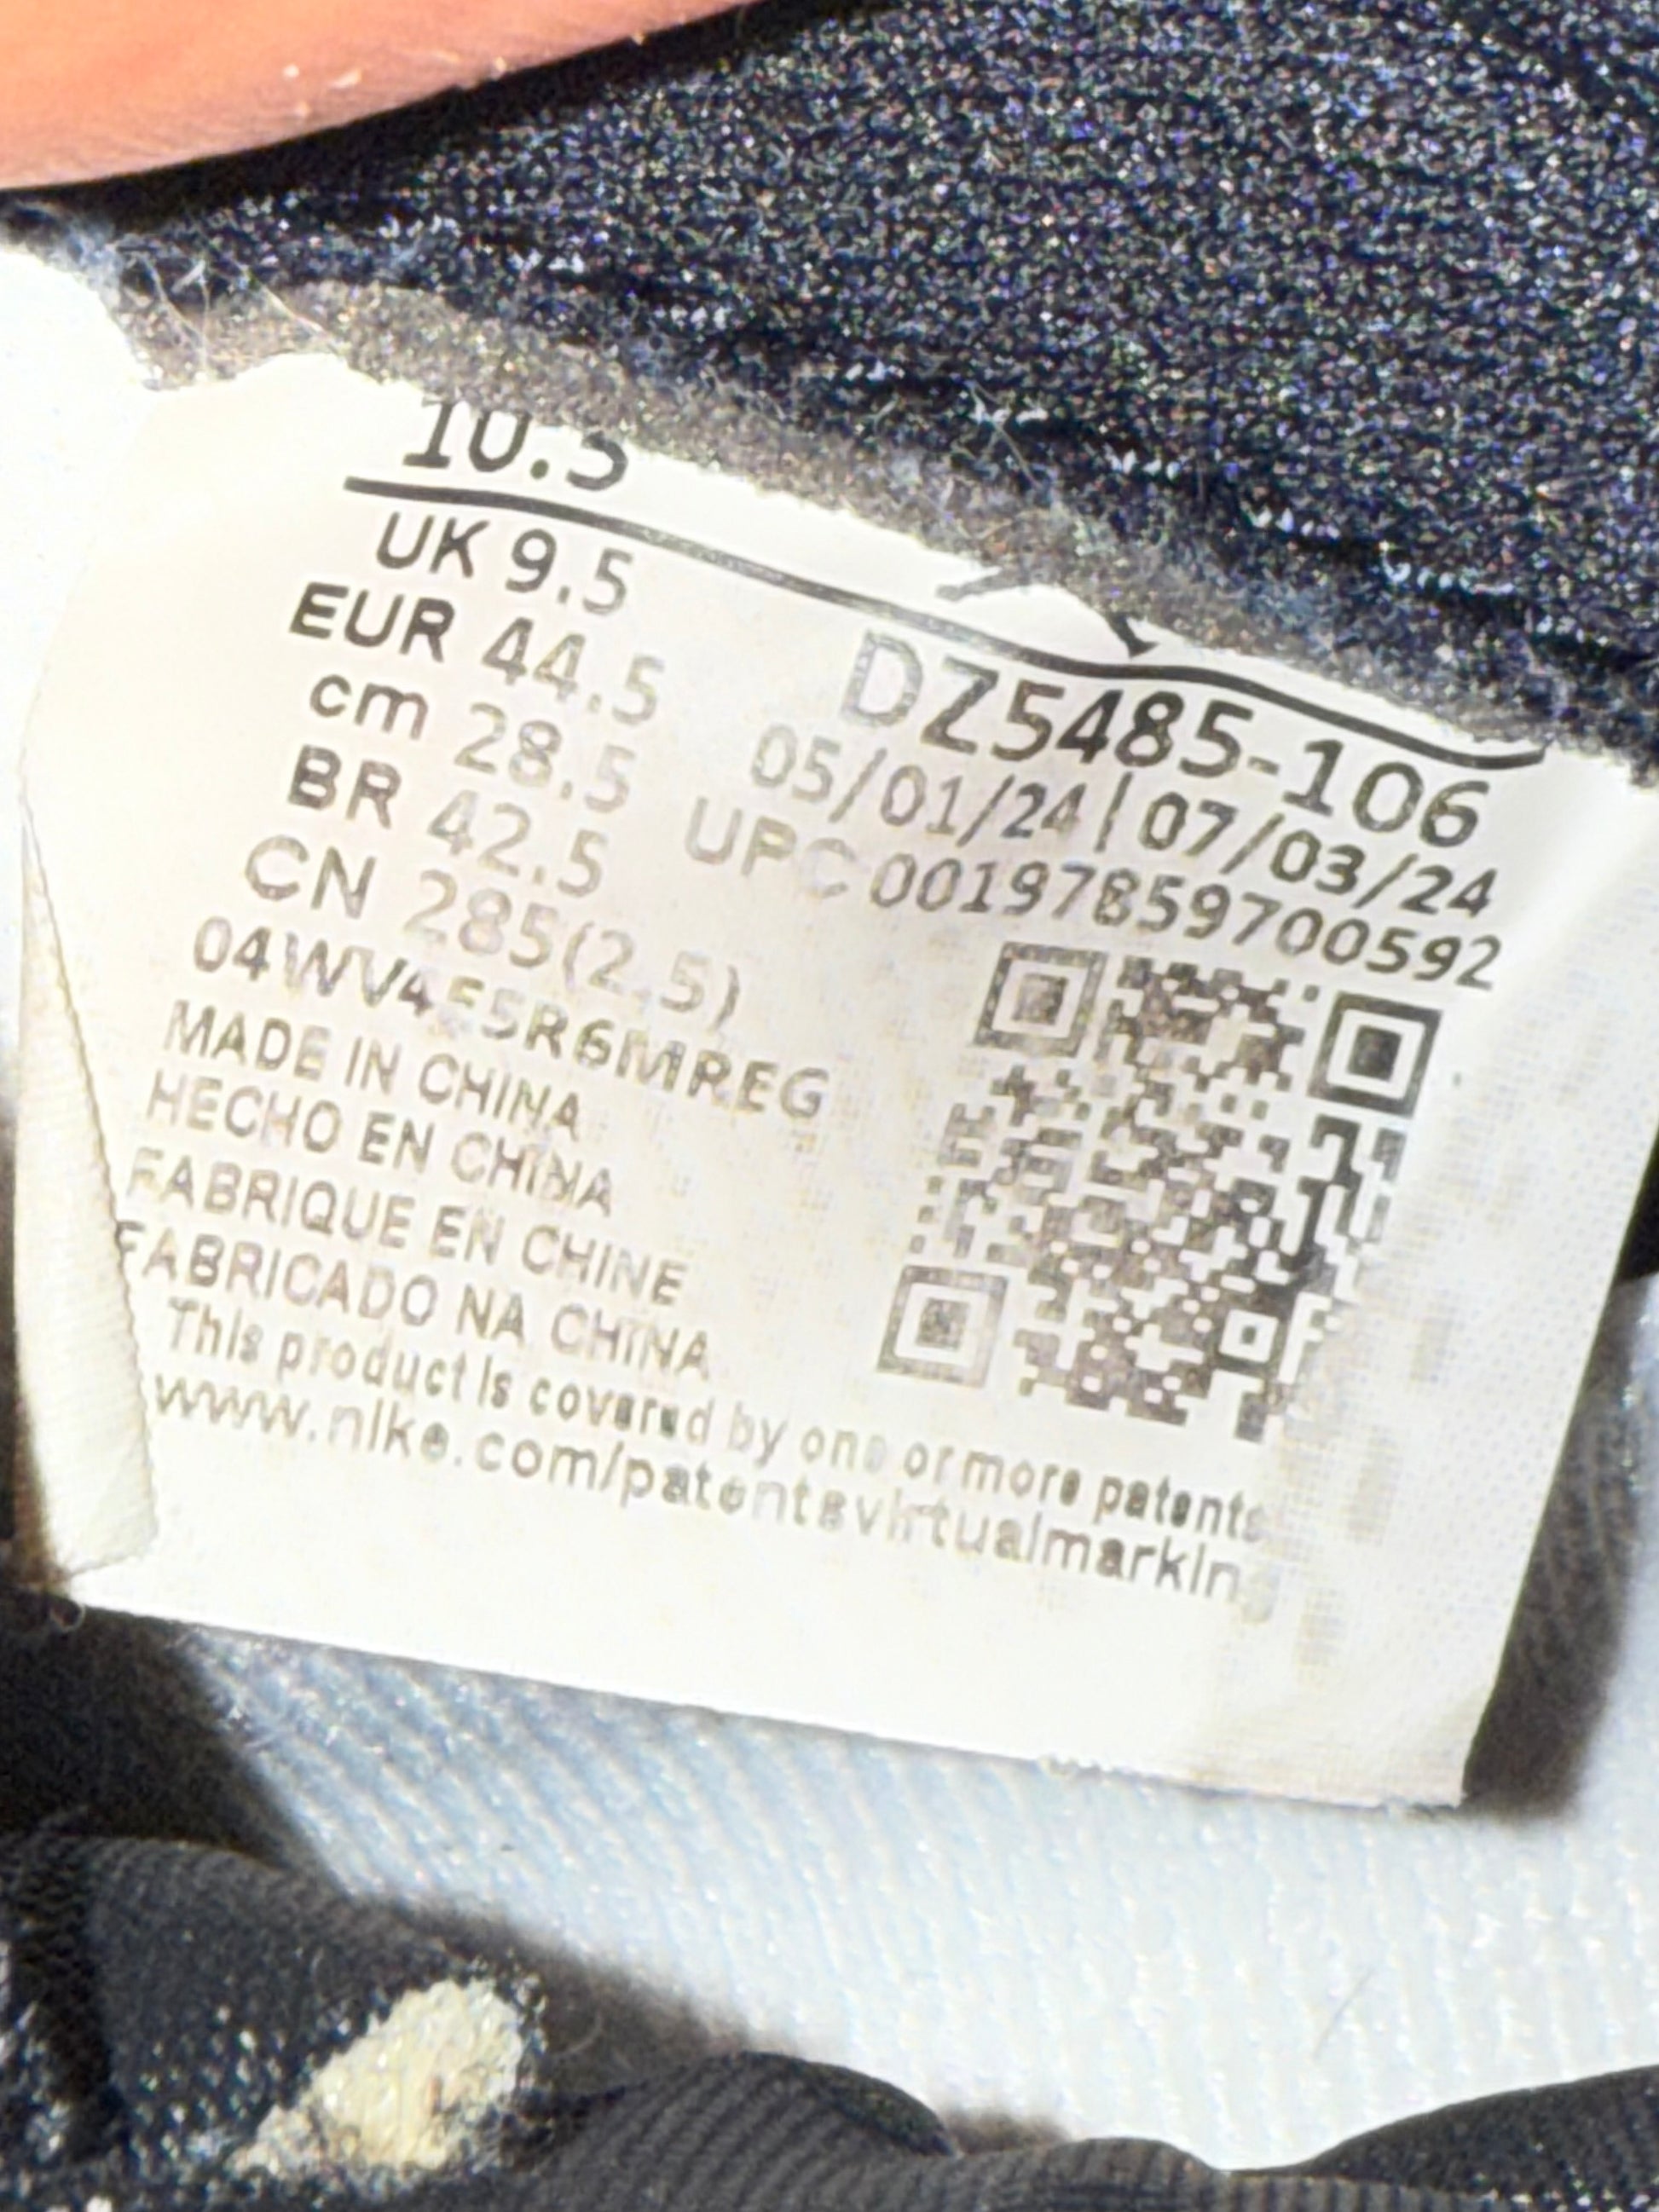 10.5
UK 9.5
EUR 44.5
cm 28.5
BR 42.5
CN 285(2.5)
DZ5485-106
05/01/24 | 07/03/24
UPC 00197859700592
MADE IN CHINA
HECHO EN CHINA
FABRIQUE EN CHINE
FABRICADO NA CHINA
This product is covered by one or more patents
www.nike.com/patentsvirtualmarking